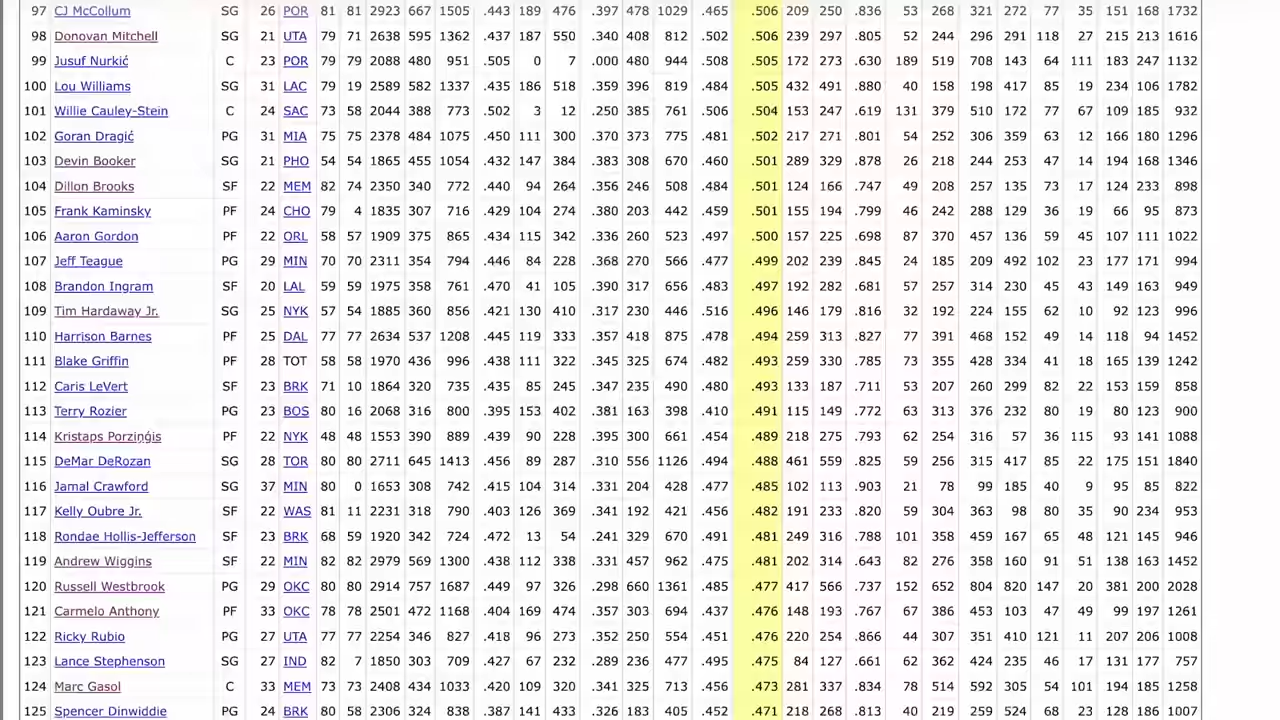 97 CJ McCollum SG 26 POR 81 81 2923 667 1505 .443 189 476 .397 478 1029 .465 .506 209 250 .836 53 268 321 272 77 35 151 168 1732
98 Donovan Mitchell SG 21 UTA 79 71 2638 595 1362 .437 187 550 .340 408 812 .502 .506 239 297 .805 52 244 296 291 118 27 215 213 1616
99 Jusuf Nurkić C 23 POR 79 79 2088 480 951 .505 0 7 .000 480 944 .508 .505 172 273 .630 189 519 708 143 64 111 183 247 1132
100 Lou Williams SG 31 LAC 79 19 2589 582 1337 .435 186 518 .359 396 819 .484 .505 432 491 .880 40 158 198 417 85 19 234 106 1782
101 Willie Cauley-Stein C 24 SAC 73 58 2044 388 773 .502 3 12 .250 385 761 .506 .504 153 247 .619 131 379 510 172 77 67 109 185 932
102 Goran Dragić PG 31 MIA 75 75 2378 484 1075 .450 111 300 .370 373 775 .481 .502 217 271 .801 54 252 306 359 63 12 166 180 1296
103 Devin Booker SG 21 PHO 54 54 1865 455 1054 .432 147 384 .383 308 670 .460 .501 289 329 .878 26 218 244 253 47 14 194 168 1346
104 Dillon Brooks SF 22 MEM 82 74 2350 340 772 .440 94 264 .356 246 508 .484 .501 124 166 .747 49 208 257 135 73 17 124 233 898
105 Frank Kaminsky PF 24 CHO 79 4 1835 307 716 .429 104 274 .380 203 442 .459 .501 155 194 .799 46 242 288 129 36 19 66 95 873
106 Aaron Gordon PF 22 ORL 58 57 1909 375 865 .434 115 342 .336 260 523 .497 .500 157 225 .698 87 370 457 136 59 45 107 111 1022
107 Jeff Teague PG 29 MIN 70 70 2311 354 794 .446 84 228 .368 270 566 .477 .499 202 239 .845 24 185 209 492 102 23 177 171 994
108 Brandon Ingram SF 20 LAL 59 59 1975 358 761 .470 41 105 .390 317 656 .483 .497 192 282 .681 57 257 314 230 45 43 149 163 949
109 Tim Hardaway Jr. SG 25 NYK 57 54 1885 360 856 .421 130 410 .317 230 446 .516 .496 146 179 .816 32 192 224 155 62 10 92 123 996
110 Harrison Barnes PF 25 DAL 77 77 2634 537 1208 .445 119 333 .357 418 875 .478 .494 259 313 .827 77 391 468 152 49 14 118 94 1452
111 Blake Griffin PF 28 TOT 58 58 1970 436 996 .438 111 322 .345 325 674 .482 .493 259 330 .785 73 355 428 334 41 18 165 139 1242
112 Caris LeVert SF 23 BRK 71 10 1864 320 735 .435 85 245 .347 235 490 .480 .493 133 187 .711 53 207 260 299 82 22 153 159 858
113 Terry Rozier PG 23 BOS 80 16 2068 316 800 .395 153 402 .381 163 398 .410 .491 115 149 .772 63 313 376 232 80 19 80 123 900
114 Kristaps Porziņģis PF 22 NYK 48 48 1553 390 889 .439 90 228 .395 300 661 .454 .489 218 275 .793 62 254 316 57 36 115 93 141 1088
115 DeMar DeRozan SG 28 TOR 80 80 2711 645 1413 .456 89 287 .310 556 1126 .494 .488 461 559 .825 59 256 315 417 85 22 175 151 1840
116 Jamal Crawford SG 37 MIN 80 0 1653 308 742 .415 104 314 .331 204 428 .477 .485 102 113 .903 21 78 99 185 40 9 95 85 822
117 Kelly Oubre Jr. SF 22 WAS 81 11 2231 318 790 .403 126 369 .341 192 421 .456 .482 191 233 .820 59 304 363 98 80 35 90 234 953
118 Rondae Hollis-Jefferson SF 23 BRK 68 59 1920 342 724 .472 13 54 .241 329 670 .491 .481 249 316 .788 101 358 459 167 65 48 121 145 946
119 Andrew Wiggins SF 22 MIN 82 82 2979 569 1300 .438 112 338 .331 457 962 .475 .481 202 314 .643 82 276 358 160 91 51 138 163 1452
120 Russell Westbrook PG 29 OKC 80 80 2914 757 1687 .449 97 326 .298 660 1361 .485 .477 417 566 .737 152 652 804 820 147 20 381 200 2028
121 Carmelo Anthony PF 33 OKC 78 78 2501 472 1168 .404 169 474 .357 303 694 .437 .476 148 193 .767 67 386 453 103 47 49 99 197 1261
122 Ricky Rubio PG 27 UTA 77 77 2254 346 827 .418 96 273 .352 250 554 .451 .476 220 254 .866 44 307 351 410 121 11 207 206 1008
123 Lance Stephenson SG 27 IND 82 7 1850 303 709 .427 67 232 .289 236 477 .495 .475 84 127 .661 62 362 424 235 46 17 131 177 757
124 Marc Gasol C 33 MEM 73 73 2408 434 1033 .420 109 320 .341 325 713 .456 .473 281 337 .834 78 514 592 305 54 101 194 185 1258
125 Spencer Dinwiddie PG 24 BRK 80 58 2306 324 838 .387 141 433 .326 183 405 .452 .471 218 268 .813 40 219 259 524 68 23 128 186 1007